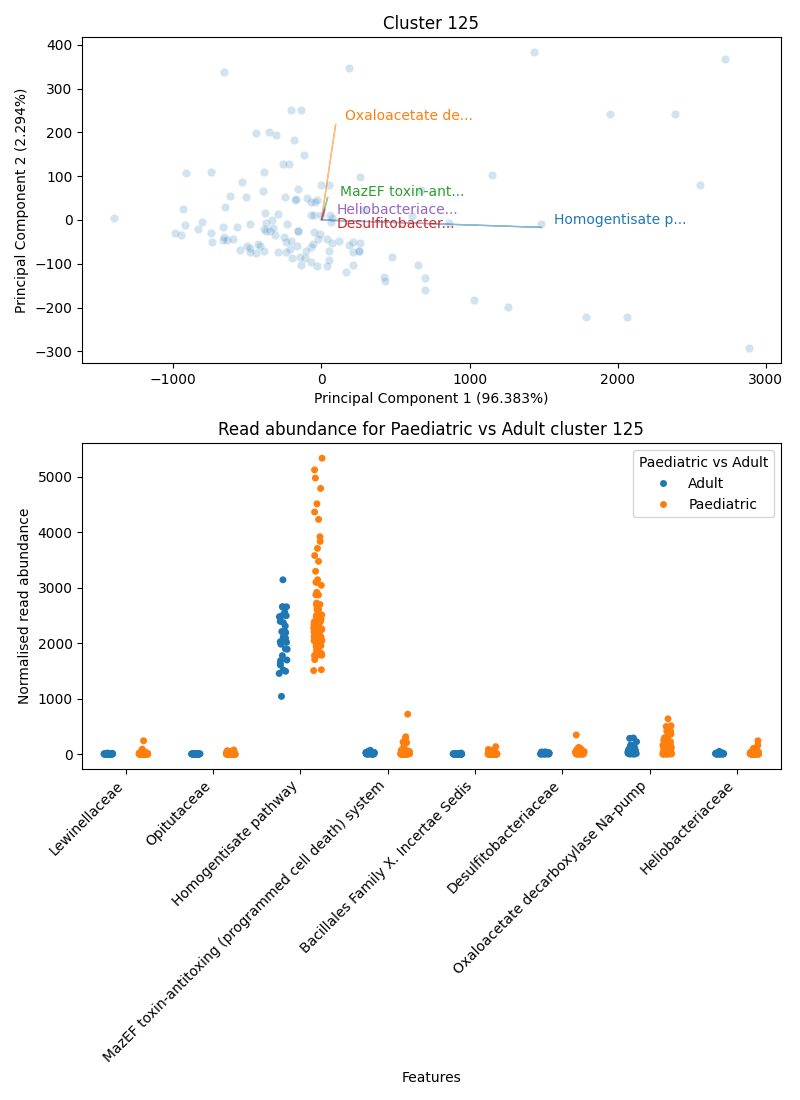 Cluster 125
400
300
200
100
0
−100
−200
−300
Principal Component 2 (2.294%)
Oxaloacetate de...
MazEF toxin-ant...
Heliobacteriace...
Desulfitobacter...
Homogentisate p...
−1000
0
1000
2000
3000
Principal Component 1 (96.383%)
Read abundance for Paediatric vs Adult cluster 125
5000
4000
3000
2000
1000
0
Normalised read abundance
Paediatric vs Adult
Adult
Paediatric
Lewinellaceae
Opitutaceae
Homogentisate pathway
MazEF toxin-antitoxing (programmed cell death) system
Bacillales Family X. Incertae Sedis
Desulfitobacteriaceae
Oxaloacetate decarboxylase Na-pump
Heliobacteriaceae
Features